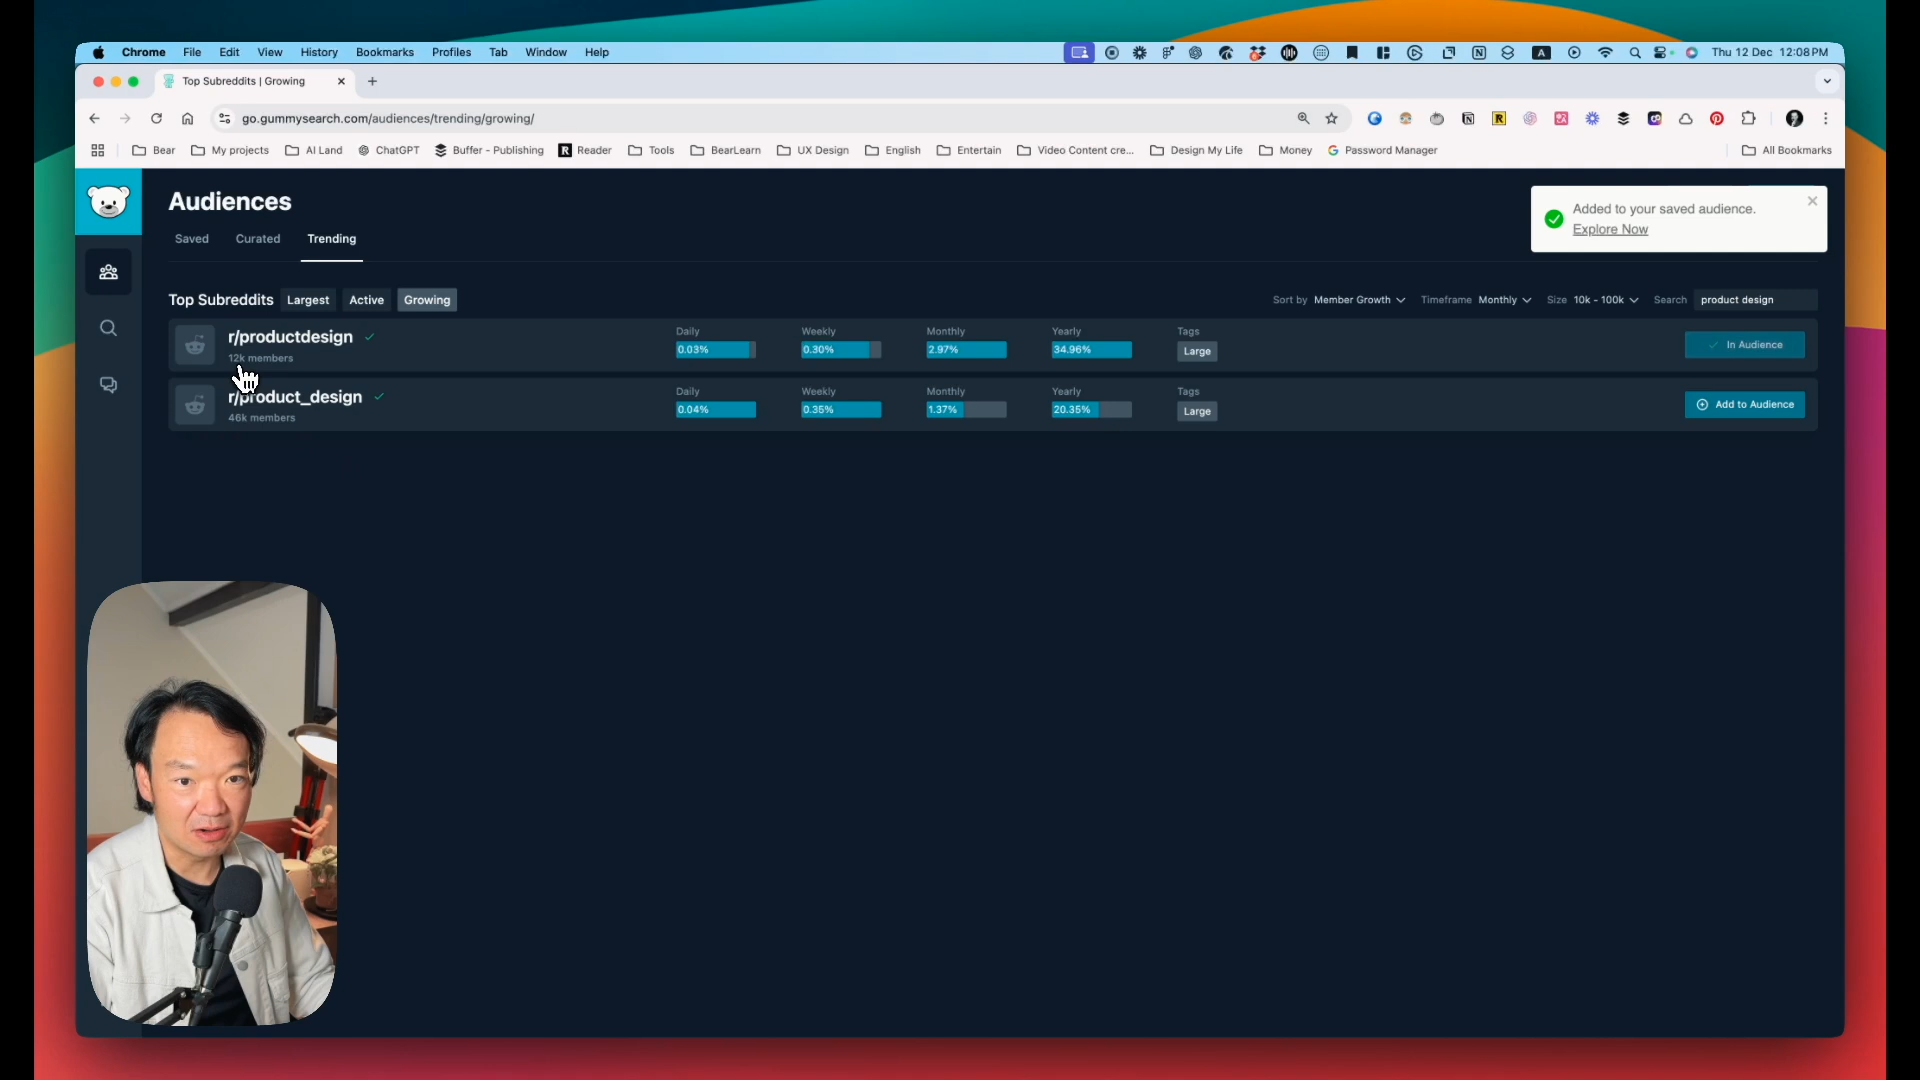 Chrome File Edit View History Bookmarks Profiles Tab Window Help
Thu 12 Dec 12:08 PM
Top Subreddits | Growing
go.gummysearch.com/audiences/trending/growing/
Bear My projects AI Land ChatGPT Buffer - Publishing Reader Tools BearLearn UX Design English Entertain Video Content cre... Design My Life Money Password Manager All Bookmarks
Audiences
Saved Curated Trending
Added to your saved audience.
Explore Now
Top Subreddits Largest Active Growing
Sort by Member Growth Timeframe Monthly Size 10k - 100k Search product design
r/productdesign
12k members
Daily Weekly Monthly Yearly Tags
0.03% 0.30% 2.97% 34.96% Large
In Audience
r/product_design
46k members
Daily Weekly Monthly Yearly Tags
0.04% 0.35% 1.37% 20.35% Large
Add to Audience